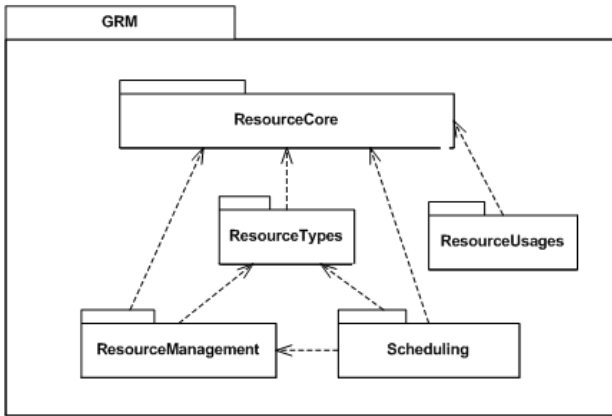 GRM
ResourceCore
ResourceTypes
ResourceUsages
ResourceManagement
Scheduling